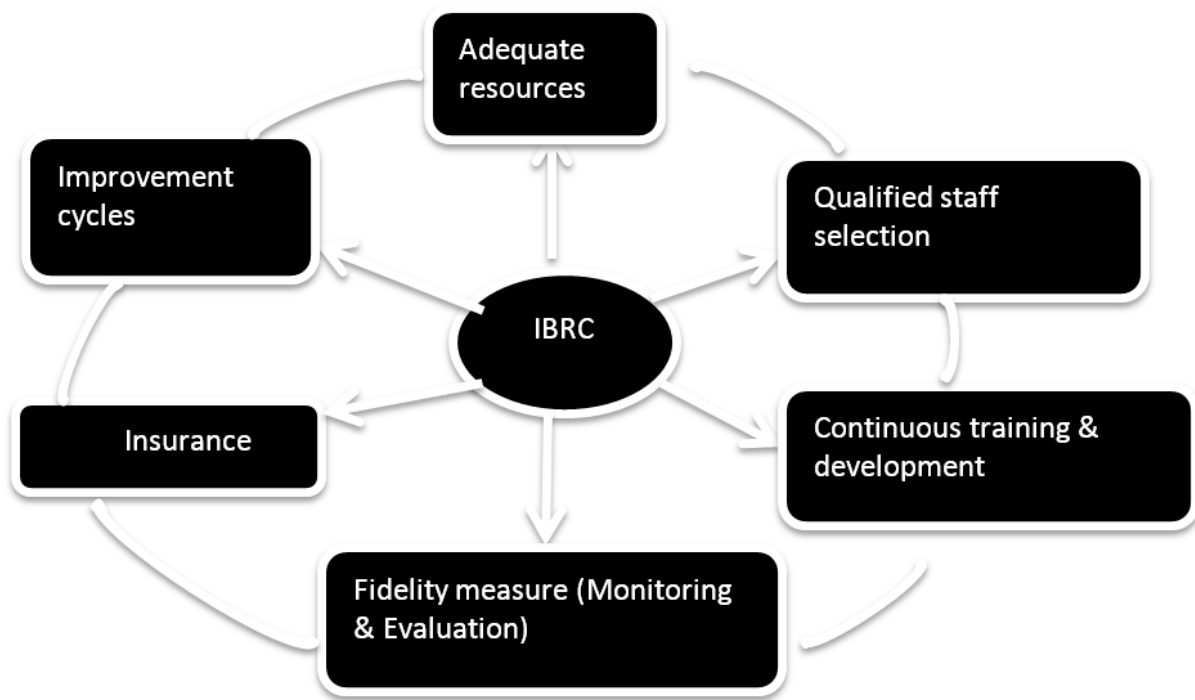 Adequate
resources
Improvement
cycles
Qualified staff
selection
IBRC
Insurance
Continuous training &
development
Fidelity measure (Monitoring
& Evaluation)